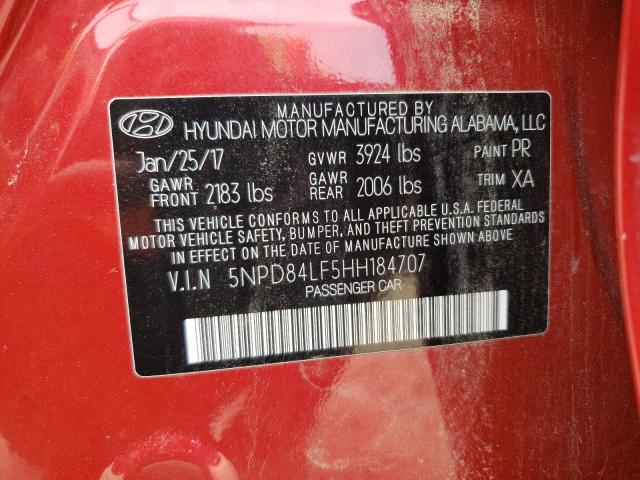 MANUFACTURED BY
HYUNDAI MOTOR MANUFACTURING ALABAMA, LLC
Jan/25/17 GVWR 3924 lbs PAINT PR
GAWR FRONT 2183 lbs GAWR REAR 2006 lbs TRIM XA
THIS VEHICLE CONFORMS TO ALL APPLICABLE U.S.A. FEDERAL
MOTOR VEHICLE SAFETY, BUMPER, AND THEFT PREVENTION STANDARDS
IN EFFECT ON THE DATE OF MANUFACTURE SHOWN ABOVE.
V.I.N 5NPD84LF5HH184707
PASSENGER CAR